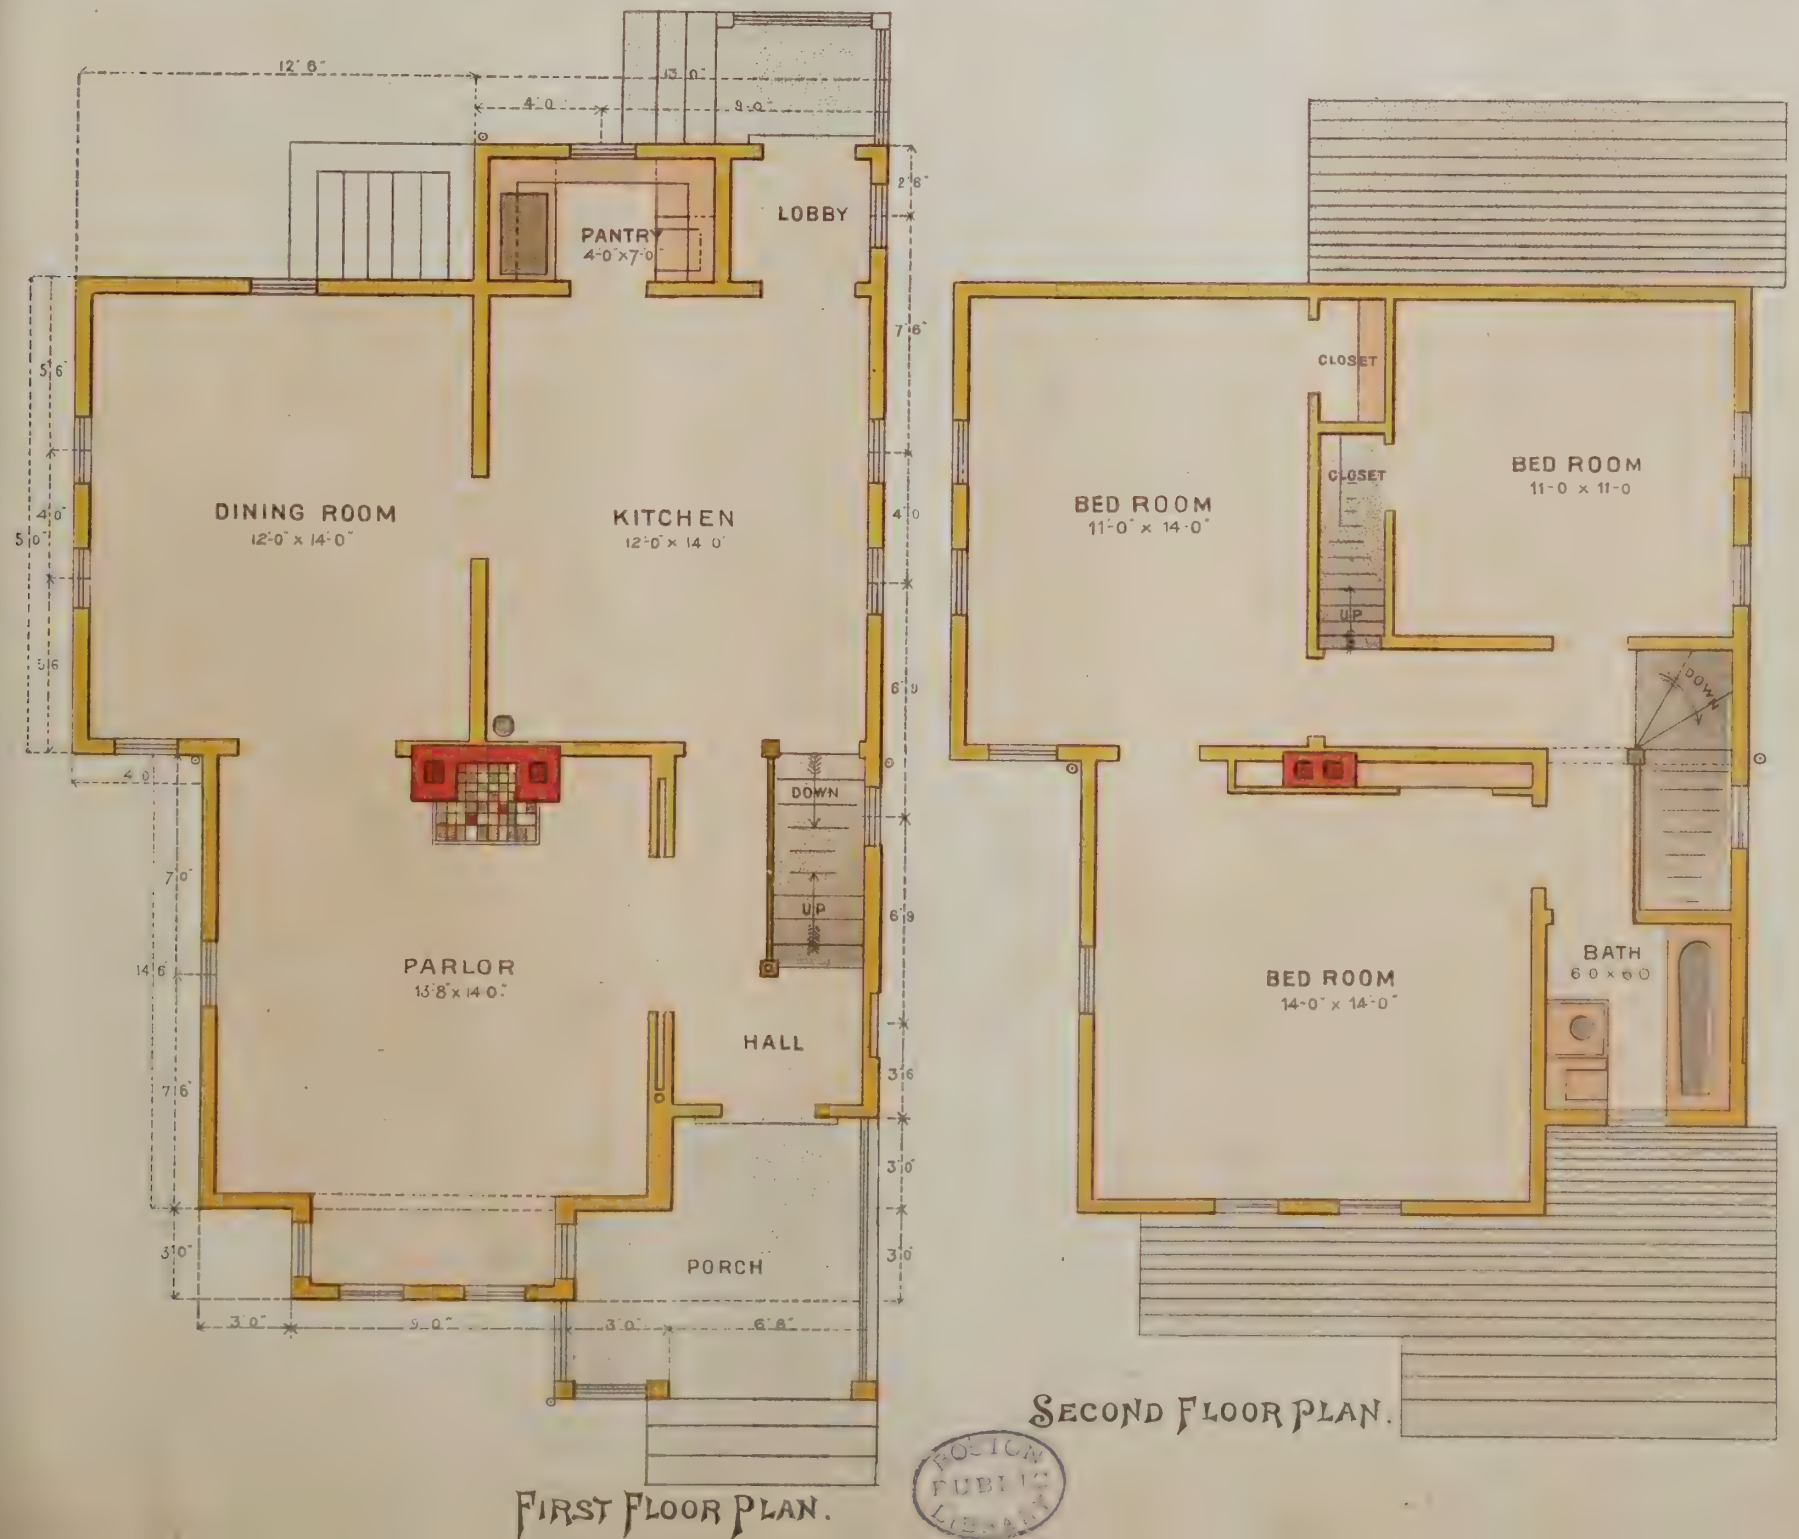 12'6"
13'0"
4'0
9'0"
2'6"
LOBBY
PANTRY
4'-0" x 7'-0
7'6"
5'6"
CLOSET
BED ROOM
11-0 x 11-0
CLOSET
DINING ROOM
12'-0" x 14'-0"
KITCHEN
12'-0" x 14 0'
BED ROOM
11'-0" x 14'-0"
4'0"
4'0
5'0"
UP
5'6
6'9
DOWN
4'0
DOWN
7'0"
UP
6'9
PARLOR
13'8" x 14'0"
14'6"
BATH
6 0 x 6 0
BED ROOM
14'-0" x 14'-0"
HALL
3'6
7'6"
3'0"
3'0"
PORCH
3'0"
3'0"
9'0"
3'0"
6'8"
SECOND FLOOR PLAN.
BOSTON
PUBLIC
LIBRARY
FIRST FLOOR PLAN.